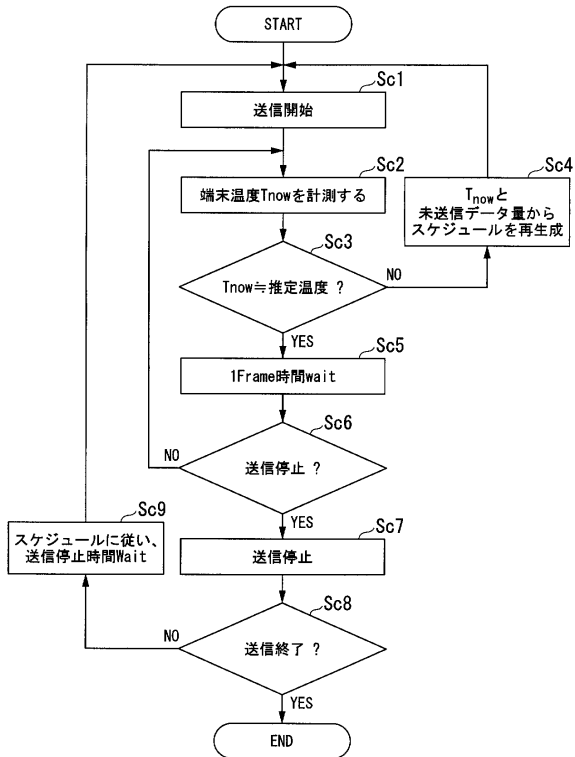 START
Sc1
送信開始
Sc2
端末温度Tnowを計測する
Sc4
Tnowと
未送信データ量から
スケジュールを再生成
Sc3
Tnow≒推定温度 ?
NO
YES
Sc5
1Frame時間wait
Sc6
送信停止 ?
NO
YES
Sc9
スケジュールに従い、
送信停止時間Wait
Sc7
送信停止
Sc8
送信終了 ?
NO
YES
END